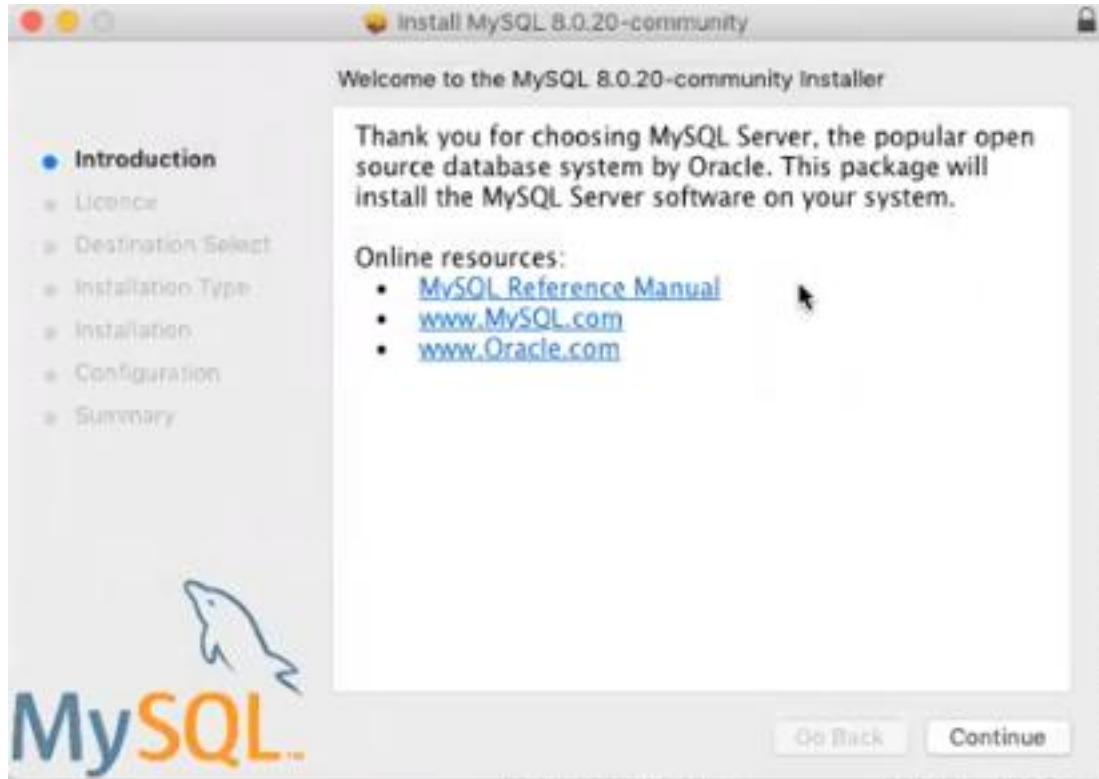 Install MySQL 8.0.20-community
Welcome to the MySQL 8.0.20-community Installer
Introduction
Licence
Destination Select
Installation Type
Installation
Configuration
Summary
Thank you for choosing MySQL Server, the popular open
source database system by Oracle. This package will
install the MySQL Server software on your system.
Online resources:
• MySQL Reference Manual
• www.MySQL.com
• www.Oracle.com
MySQL™
Go Back
Continue